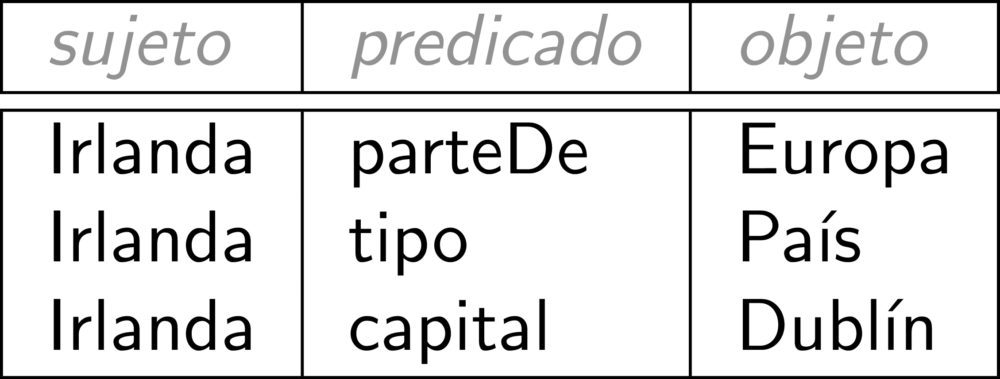 sujeto predicado objeto
Irlanda parteDe Europa
Irlanda tipo País
Irlanda capital Dublín